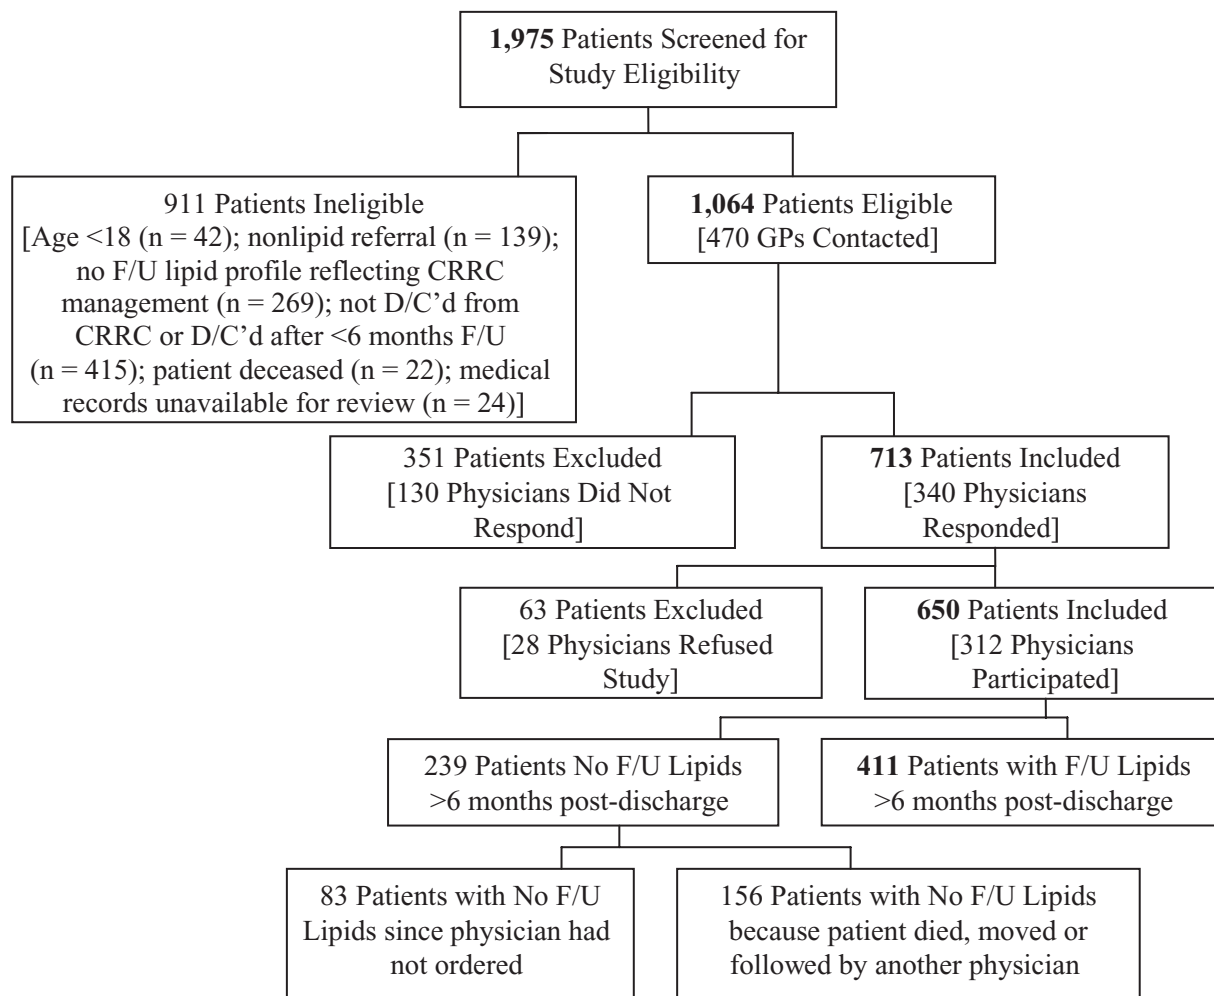 1,975 Patients Screened for
Study Eligibility
911 Patients Ineligible
[Age <18 (n = 42); nonlipid referral (n = 139);
no F/U lipid profile reflecting CRRC
management (n = 269); not D/C’d from
CRRC or D/C’d after <6 months F/U
(n = 415); patient deceased (n = 22); medical
records unavailable for review (n = 24)]
1,064 Patients Eligible
[470 GPs Contacted]
351 Patients Excluded
[130 Physicians Did Not
Respond]
713 Patients Included
[340 Physicians
Responded]
63 Patients Excluded
[28 Physicians Refused
Study]
650 Patients Included
[312 Physicians
Participated]
239 Patients No F/U Lipids
>6 months post-discharge
411 Patients with F/U Lipids
>6 months post-discharge
83 Patients with No F/U
Lipids since physician had
not ordered
156 Patients with No F/U Lipids
because patient died, moved or
followed by another physician